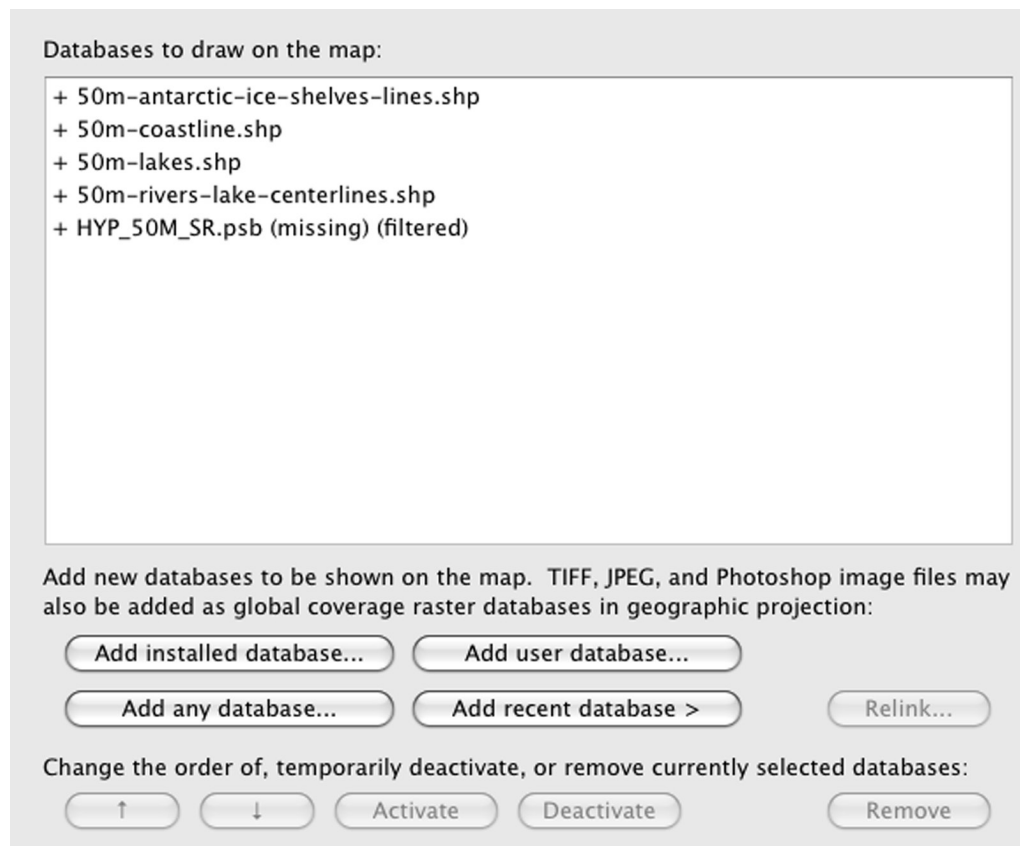 Databases to draw on the map:
+ 50m-antarctic-ice-shelves-lines.shp
+ 50m-coastline.shp
+ 50m-lakes.shp
+ 50m-rivers-lake-centerlines.shp
+ HYP_50M_SR.psb (missing) (filtered)
Add new databases to be shown on the map. TIFF, JPEG, and Photoshop image files may
also be added as global coverage raster databases in geographic projection:
Add installed database... Add user database...
Add any database... Add recent database > Relink...
Change the order of, temporarily deactivate, or remove currently selected databases:
↑ ↓ Activate Deactivate Remove